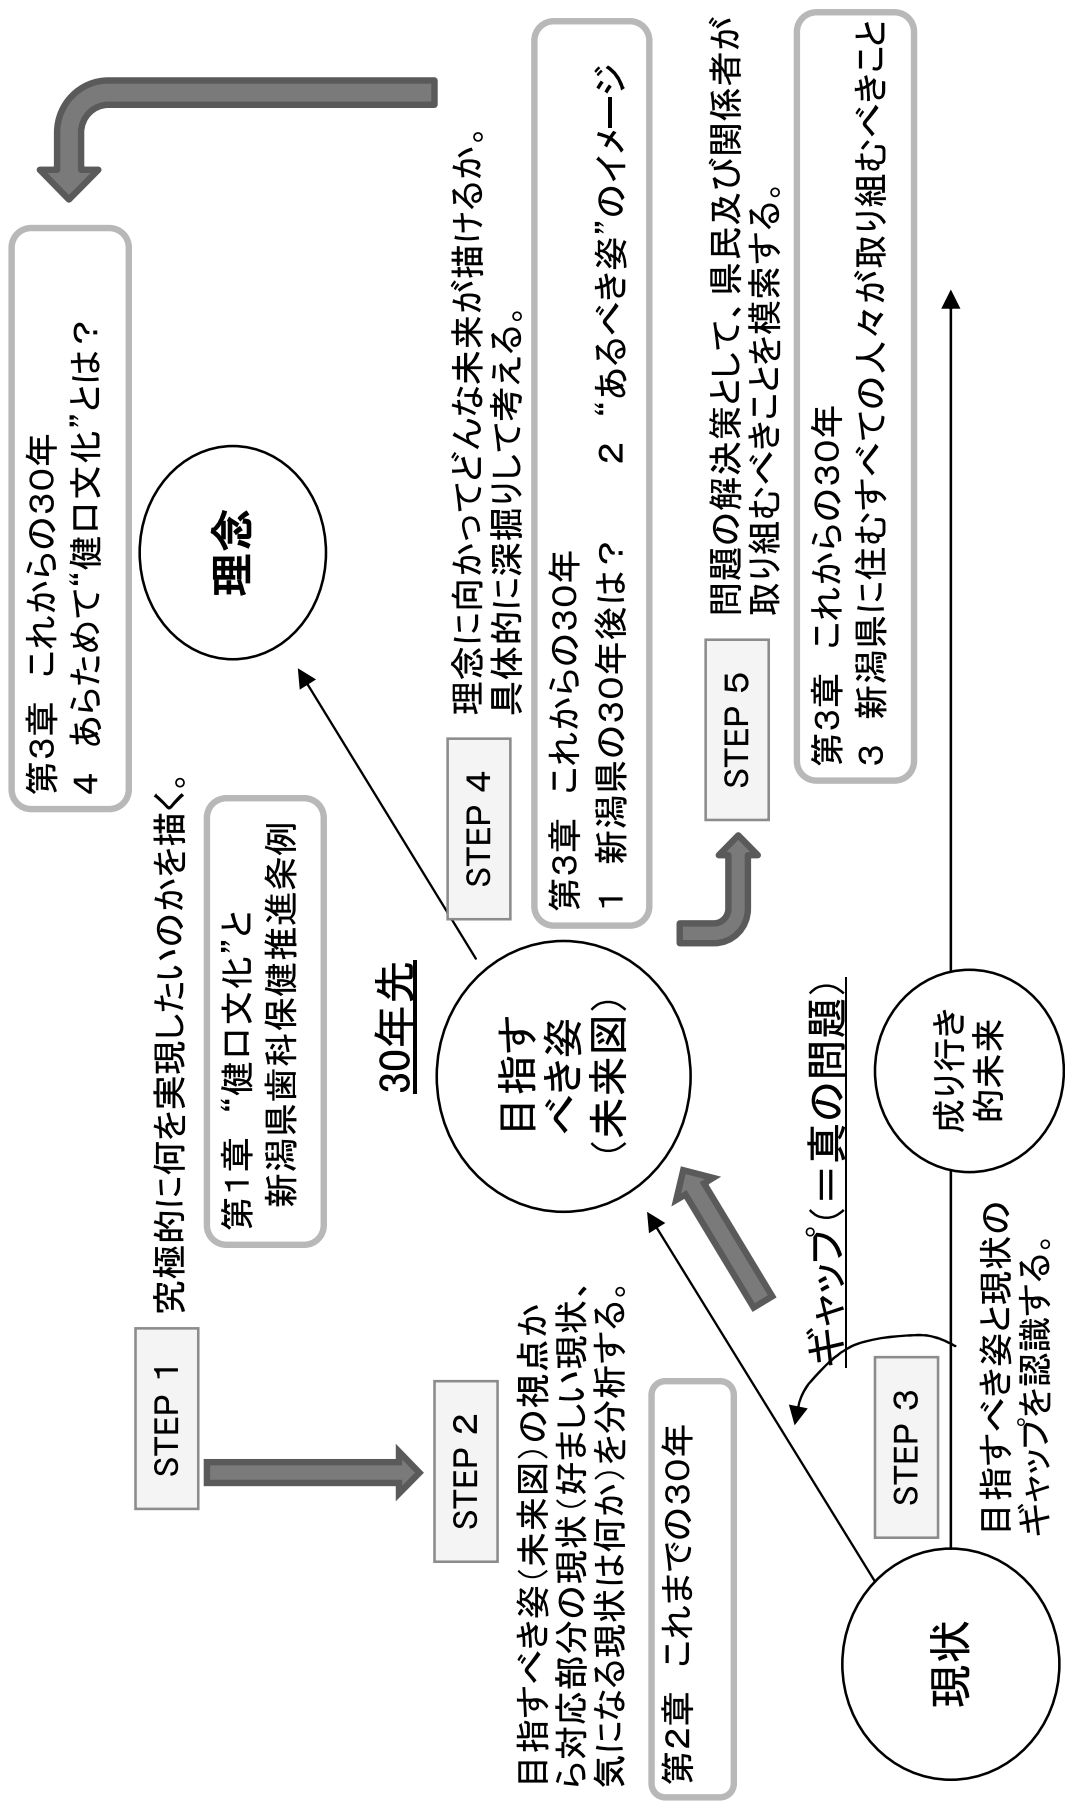 STEP 1
究極的に何を実現したいのかを描く。
第1章 “健口文化”と
新潟県歯科保健推進条例
第3章 これからの30年
4 あらためて“健口文化”とは？
理念
STEP 2
目指すべき姿（未来図）の視点か
ら対応部分の現状（好ましい現状、
気になる現状は何か）を分析する。
第2章 これまでの30年
30年先
目指す
べき姿
（未来図）
STEP 4
理念に向かってどんな未来が描けるか。
具体的に深掘りして考える。
第3章 これからの30年
1 新潟県の30年後は？ 2 “あるべき姿”のイメージ
STEP 5
問題の解決策として、県民及び関係者が
取り組むべきことを模索する。
第3章 これからの30年
3 新潟県に住むすべての人々が取り組むべきこと
ギャップ（＝真の問題）
STEP 3
目指すべき姿と現状の
ギャップを認識する。
現状
成り行き
的未来